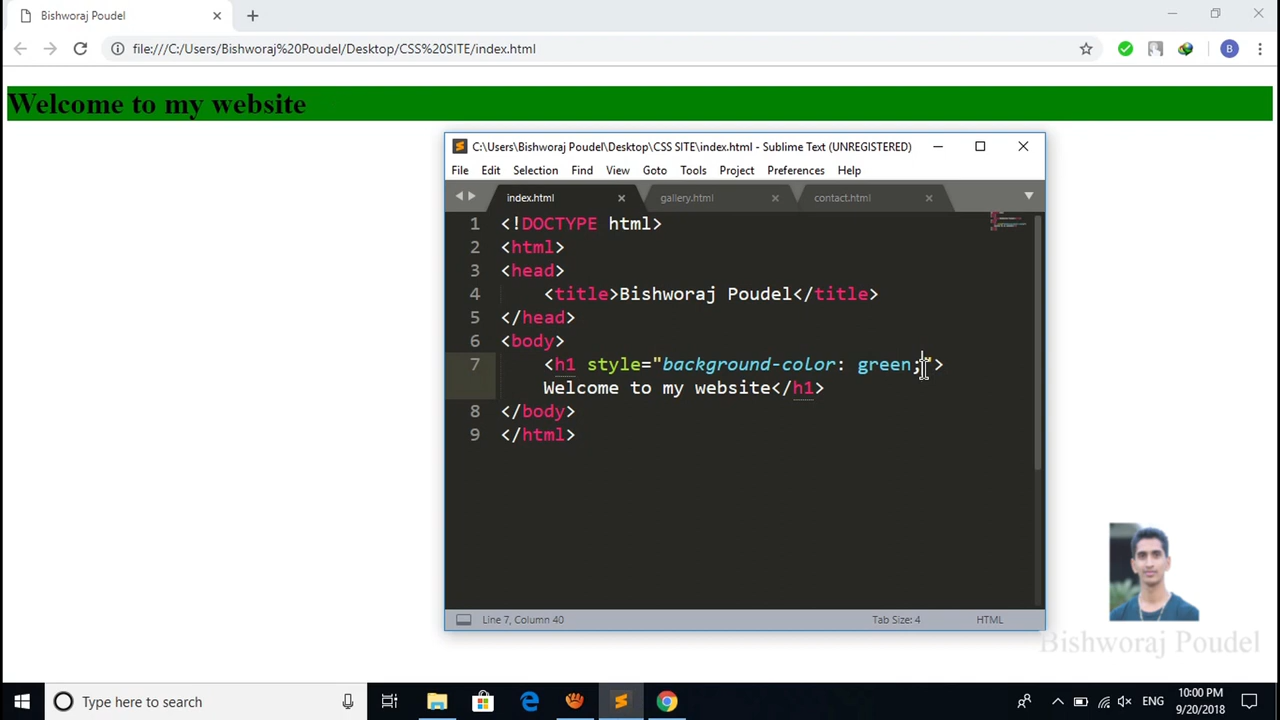 Bishworaj Poudel
file:///C:/Users/Bishworaj%20Poudel/Desktop/CSS%20SITE/index.html
B
Welcome to my website
C:\Users\Bishworaj Poudel\Desktop\CSS SITE\index.html - Sublime Text (UNREGISTERED)
File Edit Selection Find View Goto Tools Project Preferences Help
index.html gallery.html contact.html
1 <!DOCTYPE html>
2 <html>
3 <head>
4 <title>Bishworaj Poudel</title>
5 </head>
6 <body>
7 <h1 style="background-color: green;">
Welcome to my website</h1>
8 </body>
9 </html>
Line 7, Column 40 Tab Size: 4 HTML
Bishworaj Poudel
Type here to search
ENG
10:00 PM
9/20/2018